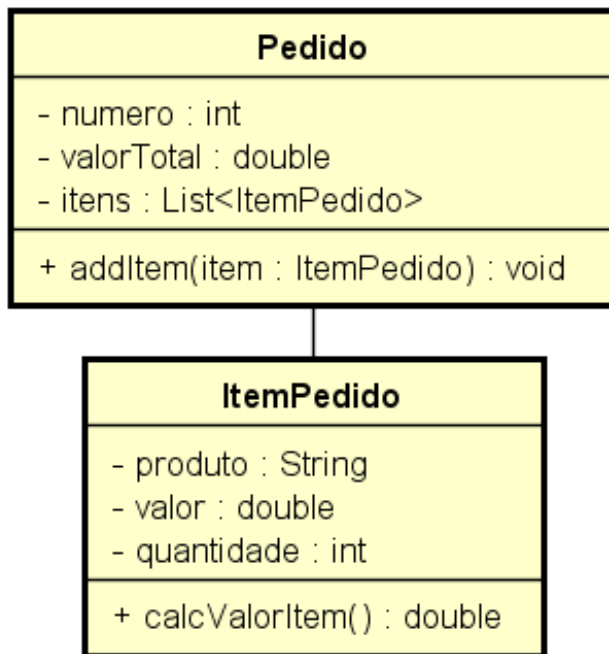 Pedido
- numero : int
- valorTotal : double
- itens : List<ItemPedido>
+ addItem(item : ItemPedido) : void
ItemPedido
- produto : String
- valor : double
- quantidade : int
+ calcValorItem() : double